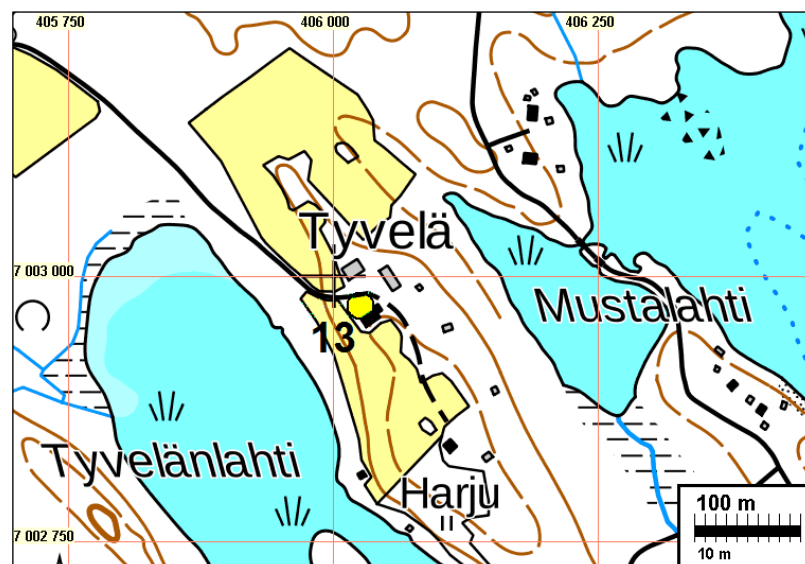 405 750
406 000
406 250
Tyvelä
7 003 000
Mustalahti
13
Tyvelänlahti
Harju
100 m
10 m
7 002 750